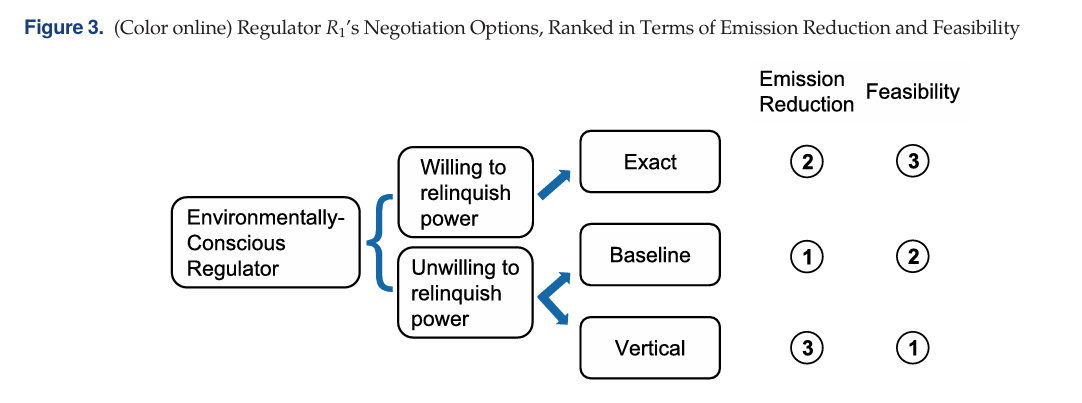 Figure 3. (Color online) Regulator R₁'s Negotiation Options, Ranked in Terms of Emission Reduction and Feasibility
Emission
Reduction
Feasibility
Environmentally-
Conscious
Regulator
Willing to
relinquish
power
Unwilling to
relinquish
power
Exact
2
3
Baseline
1
2
Vertical
3
1